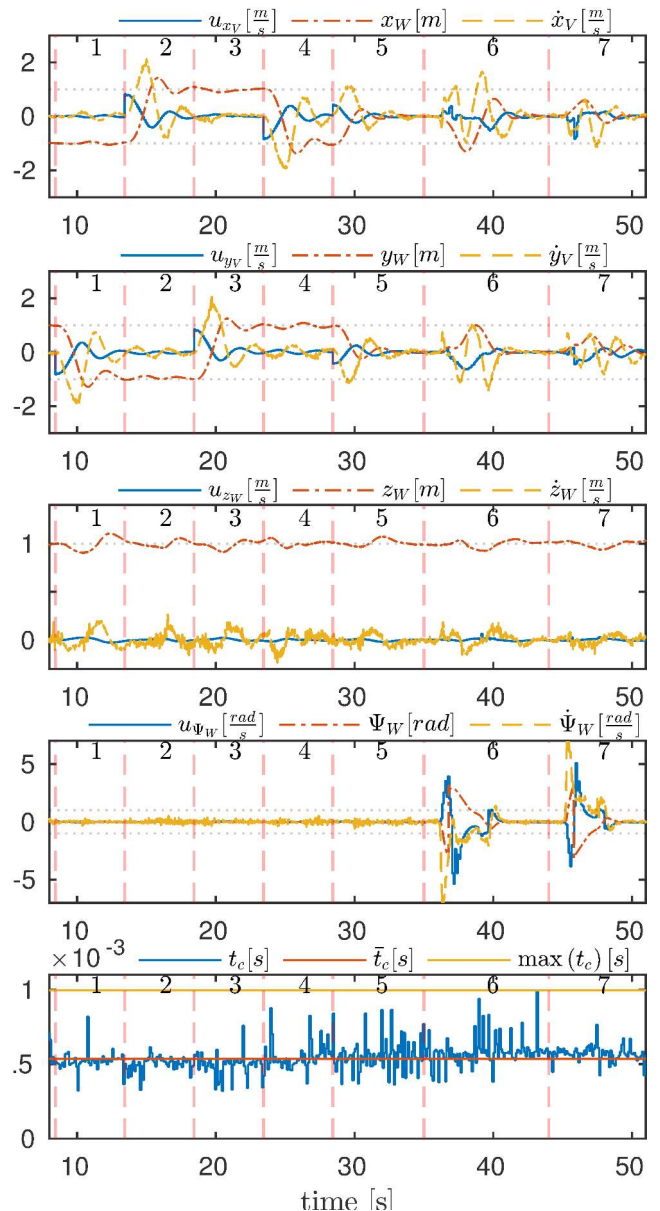 u_{x_V}[m/s] x_W[m] ẋ_V[m/s]
1 2 3 4 5 6 7
2
0
-2
10 20 30 40 50
u_{y_V}[m/s] y_W[m] ẏ_V[m/s]
1 2 3 4 5 6 7
2
0
-2
10 20 30 40 50
u_{z_W}[m/s] z_W[m] ż_W[m/s]
1 2 3 4 5 6 7
1
0
10 20 30 40 50
u_{Ψ_W}[rad/s] Ψ_W[rad] Ψ̇_W[rad/s]
1 2 3 4 5 6 7
5
0
-5
10 20 30 40 50
×10^{-3} t_c[s] t̄_c[s] max (t_c) [s]
1 2 3 4 5 6 7
1
.5
0
10 20 30 40 50
time [s]